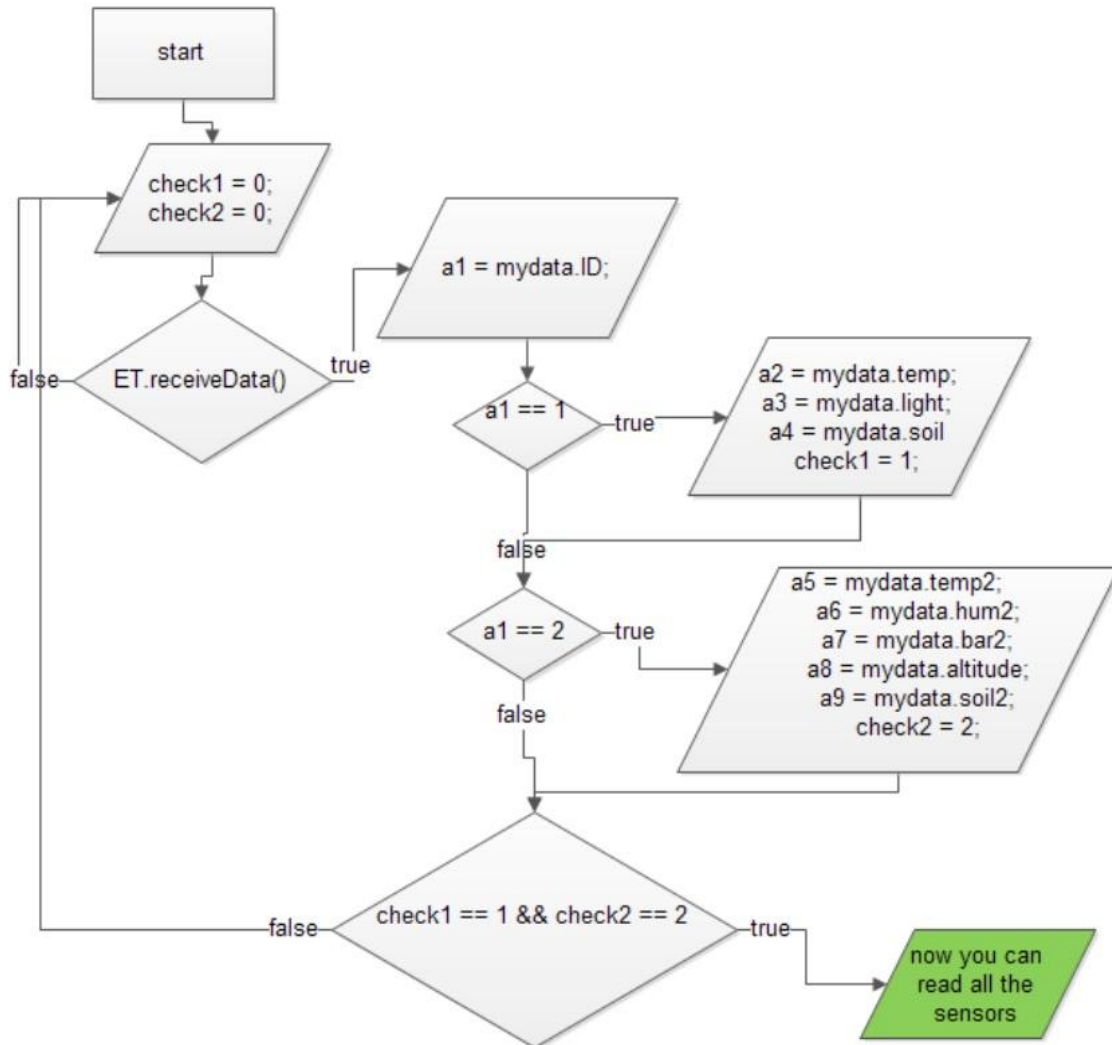 start
check1 = 0;
check2 = 0;
ET.receiveData()
false
true
a1 = mydata.ID;
a1 == 1
true
a2 = mydata.temp;
a3 = mydata.light;
a4 = mydata.soil
check1 = 1;
false
a1 == 2
true
a5 = mydata.temp2;
a6 = mydata.hum2;
a7 = mydata.bar2;
a8 = mydata.altitude;
a9 = mydata.soil2;
check2 = 2;
false
check1 == 1 && check2 == 2
false
true
now you can
read all the
sensors